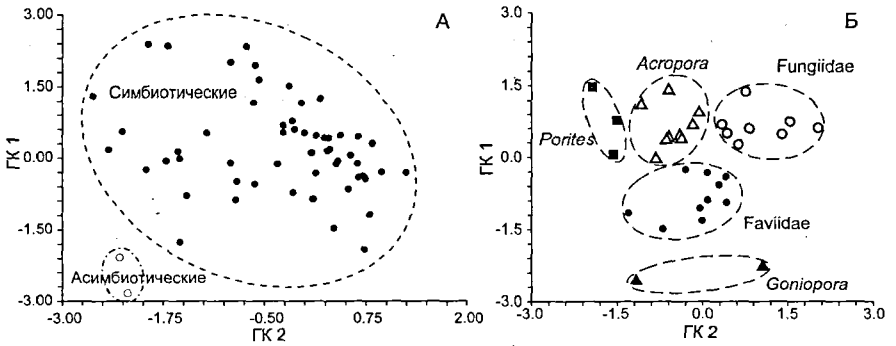 А
3.00
1.50
0.00
-1.50
-3.00
ГК 1
Симбиотические
Асимбиотические
-3.00
-1.75
-0.50
0.75
2.00
ГК 2
Б
3.0
1.5
0.0
-1.5
-3.0
ГК 1
Acropora
Fungiidae
Porites
Faviidae
Goniopora
-3.0
-1.5
0.0
1.5
3.0
ГК 2